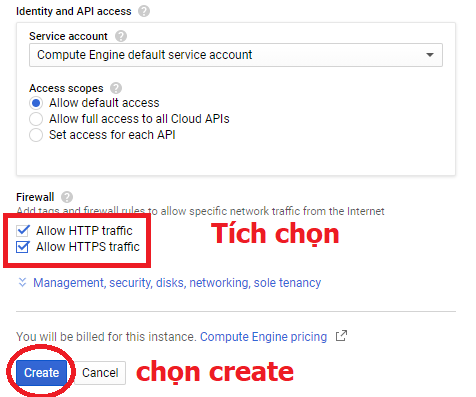 Identity and API access ?
Service account ?
Compute Engine default service account
Access scopes ?
Allow default access
Allow full access to all Cloud APIs
Set access for each API
Firewall ?
Add tags and firewall rules to allow specific network traffic from the Internet
Allow HTTP traffic
Allow HTTPS traffic
Tích chọn
Management, security, disks, networking, sole tenancy
You will be billed for this instance. Compute Engine pricing
Create Cancel chọn create